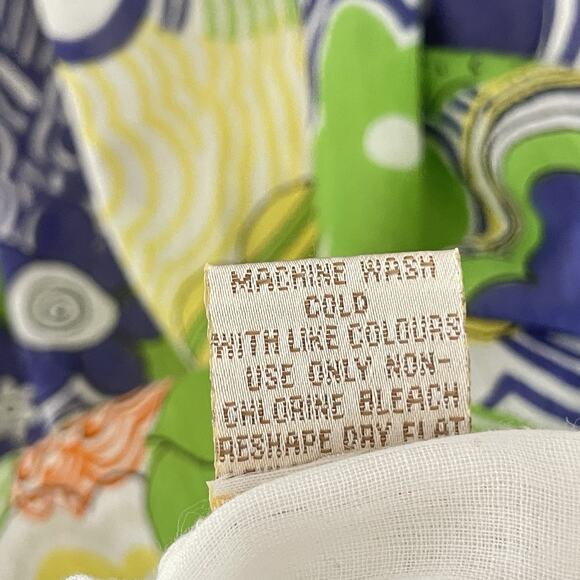 MACHINE WASH
COLD
WITH LIKE COLOURS
USE ONLY NON-
CHLORINE BLEACH
RESHAPE DRY FLAT